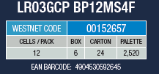 LR03GCP BP12MS4F
WESTNET CODE 00152657
CELLS / PACK BOX CARTON PALETTE
12 6 24 2,520
EAN BARCODE: 4904530592645